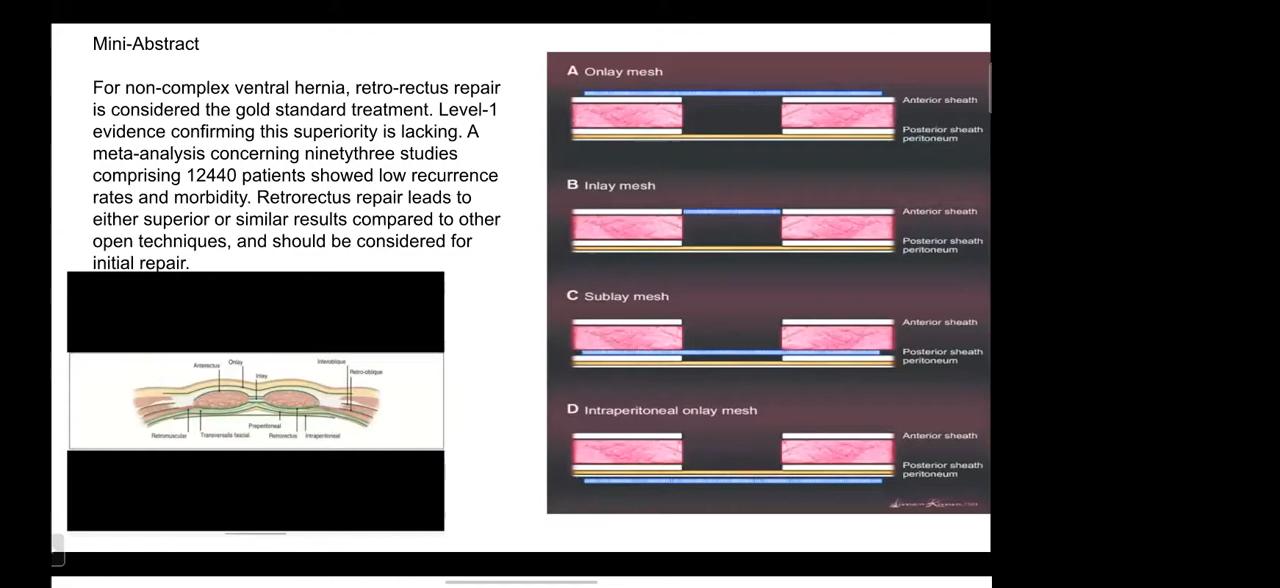 Mini-Abstract
For non-complex ventral hernia, retro-rectus repair
is considered the gold standard treatment. Level-1
evidence confirming this superiority is lacking. A
meta-analysis concerning ninetythree studies
comprising 12440 patients showed low recurrence
rates and morbidity. Retrorectus repair leads to
either superior or similar results compared to other
open techniques, and should be considered for
initial repair.
Anterectus
Onlay
Inlay
Interoblique
Retro-oblique
Retromuscular
Transversalis fascial
Preperitoneal
Retrorectus
Intraperitoneal
A Onlay mesh
Anterior sheath
Posterior sheath
peritoneum
B Inlay mesh
Anterior sheath
Posterior sheath
peritoneum
C Sublay mesh
Anterior sheath
Posterior sheath
peritoneum
D Intraperitoneal onlay mesh
Anterior sheath
Posterior sheath
peritoneum